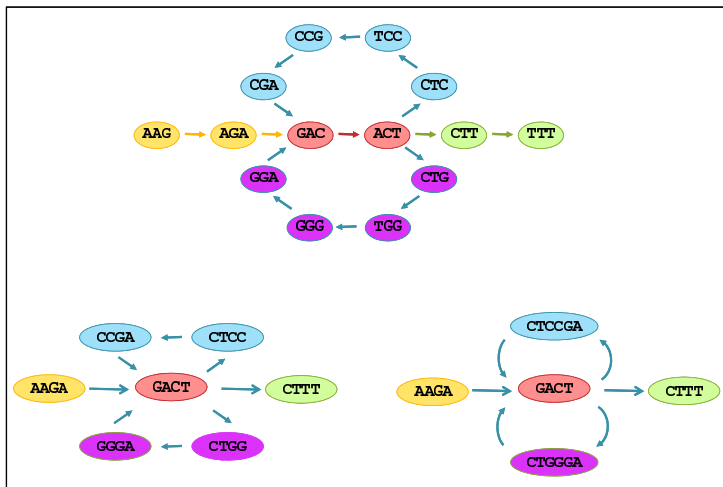 CCG TCC
CGA CTC
AAG AGA GAC ACT CTT TTT
GGA CTG
GGG TGG
CCGA CTCC
AAGA GACT CTTT
GGGA CTGG
CTCCGA
AAGA GACT CTTT
CTGGGA